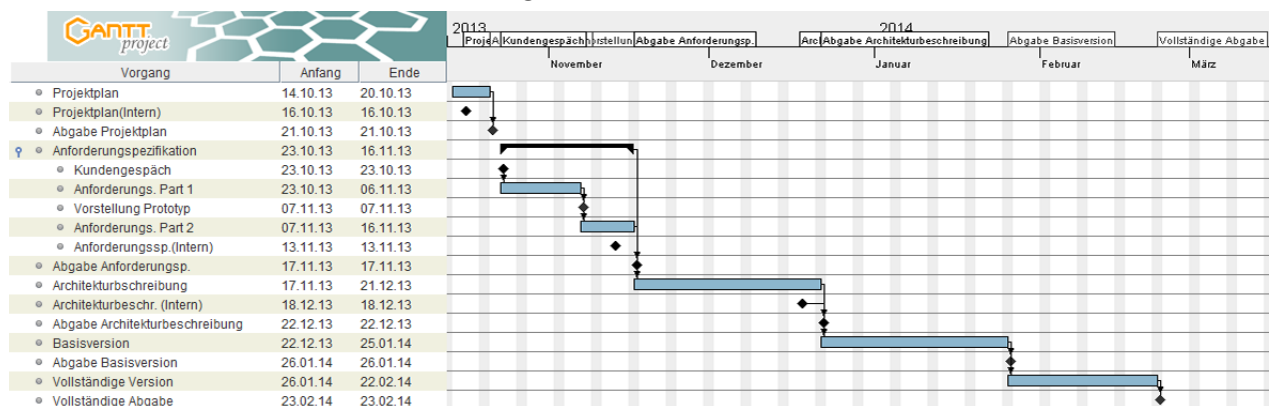 GANTT
project
2013 2014
Proje A Kundengespäch orstellun Abgabe Anforderungsp. Arc Abgabe Architekturbeschreibung Abgabe Basisversion Vollständige Abgabe
November Dezember Januar Februar März
Vorgang Anfang Ende
Projektplan 14.10.13 20.10.13
Projektplan(Intern) 16.10.13 16.10.13
Abgabe Projektplan 21.10.13 21.10.13
Anforderungspezifikation 23.10.13 16.11.13
Kundengespäch 23.10.13 23.10.13
Anforderungs. Part 1 23.10.13 06.11.13
Vorstellung Prototyp 07.11.13 07.11.13
Anforderungs. Part 2 07.11.13 16.11.13
Anforderungssp.(Intern) 13.11.13 13.11.13
Abgabe Anforderungsp. 17.11.13 17.11.13
Architekturbschreibung 17.11.13 21.12.13
Architekturbeschr. (Intern) 18.12.13 18.12.13
Abgabe Architekturbeschreibung 22.12.13 22.12.13
Basisversion 22.12.13 25.01.14
Abgabe Basisversion 26.01.14 26.01.14
Vollständige Version 26.01.14 22.02.14
Vollständige Abgabe 23.02.14 23.02.14